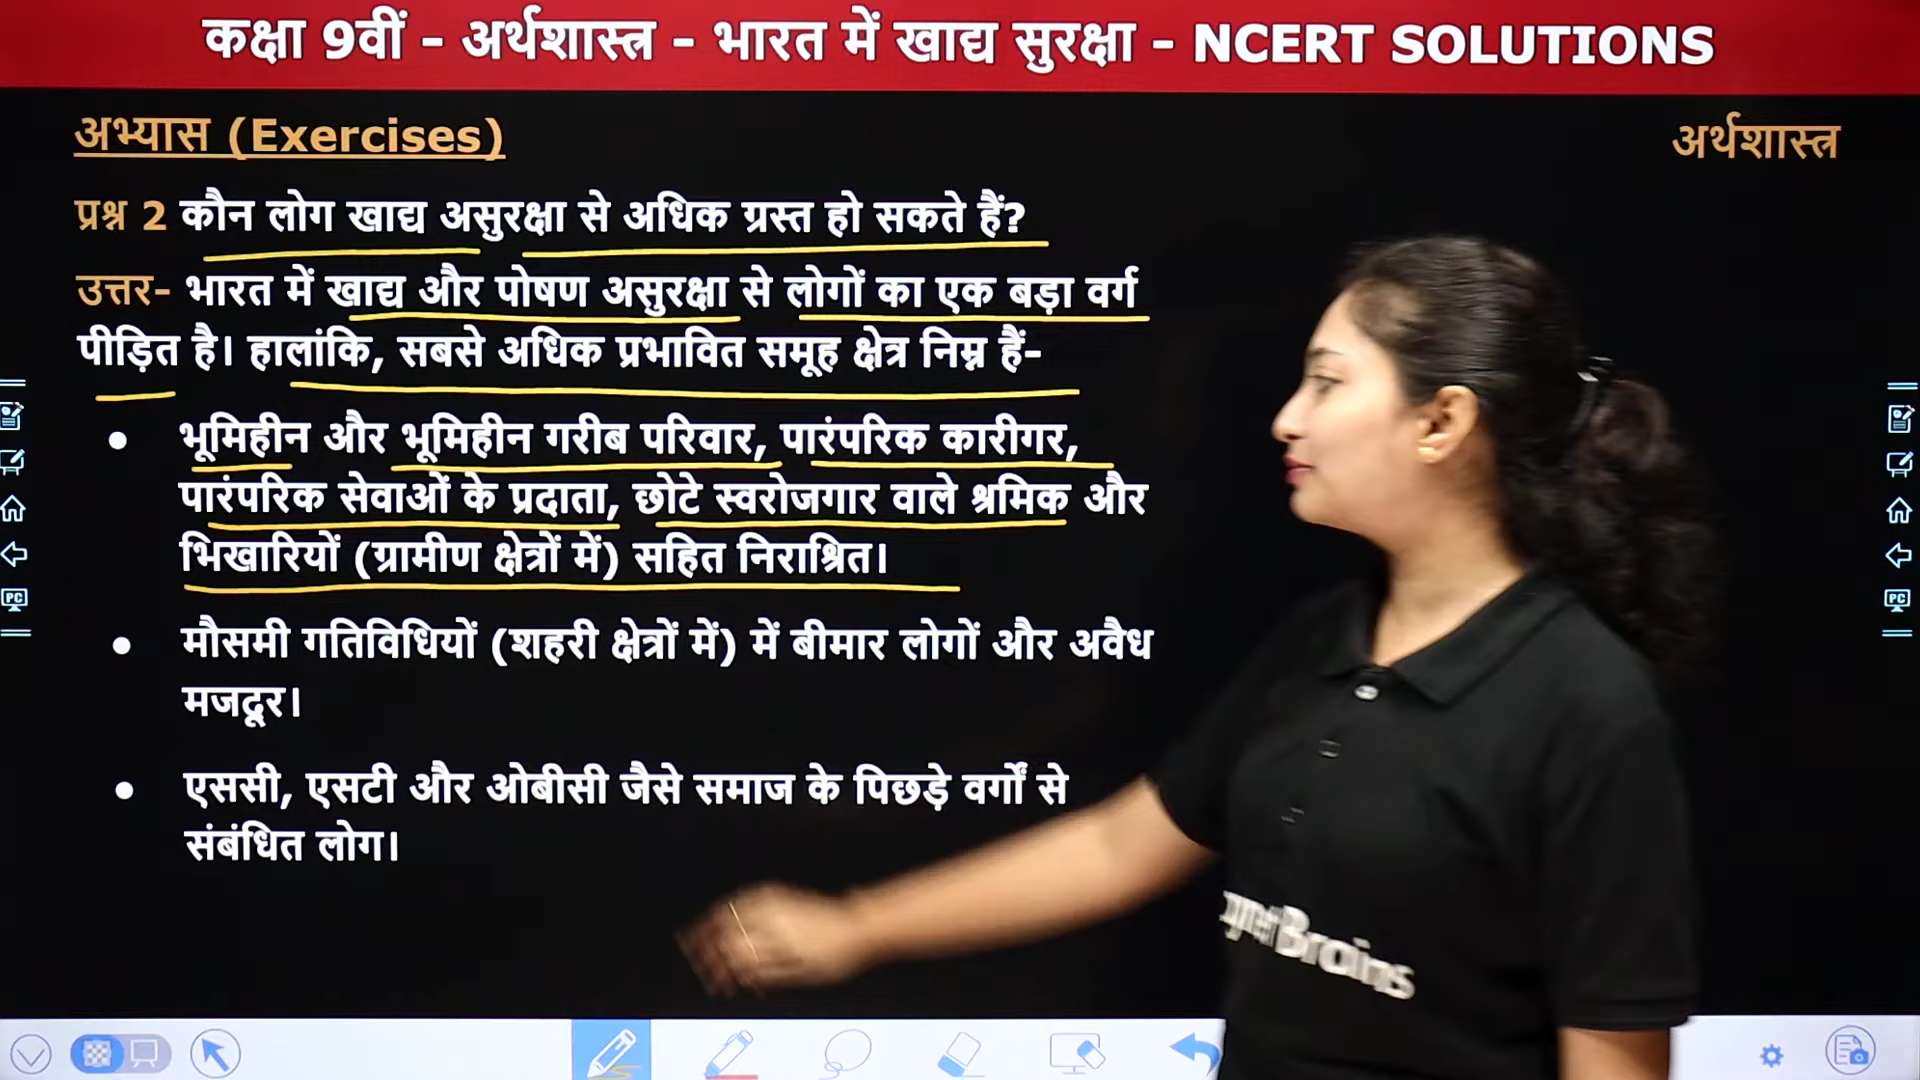 कक्षा 9वीं - अर्थशास्त्र - भारत में खाद्य सुरक्षा - NCERT SOLUTIONS
अभ्यास (Exercises)
अर्थशास्त्र
प्रश्न 2 कौन लोग खाद्य असुरक्षा से अधिक ग्रस्त हो सकते हैं?
उत्तर- भारत में खाद्य और पोषण असुरक्षा से लोगों का एक बड़ा वर्ग
पीड़ित है। हालांकि, सबसे अधिक प्रभावित समूह क्षेत्र निम्न हैं-
● भूमिहीन और भूमिहीन गरीब परिवार, पारंपरिक कारीगर,
पारंपरिक सेवाओं के प्रदाता, छोटे स्वरोजगार वाले श्रमिक और
भिखारियों (ग्रामीण क्षेत्रों में) सहित निराश्रित।
● मौसमी गतिविधियों (शहरी क्षेत्रों में) में बीमार लोगों और अवैध
मजदूर।
● एससी, एसटी और ओबीसी जैसे समाज के पिछड़े वर्गों से
संबंधित लोग।
Brains
PC
PC